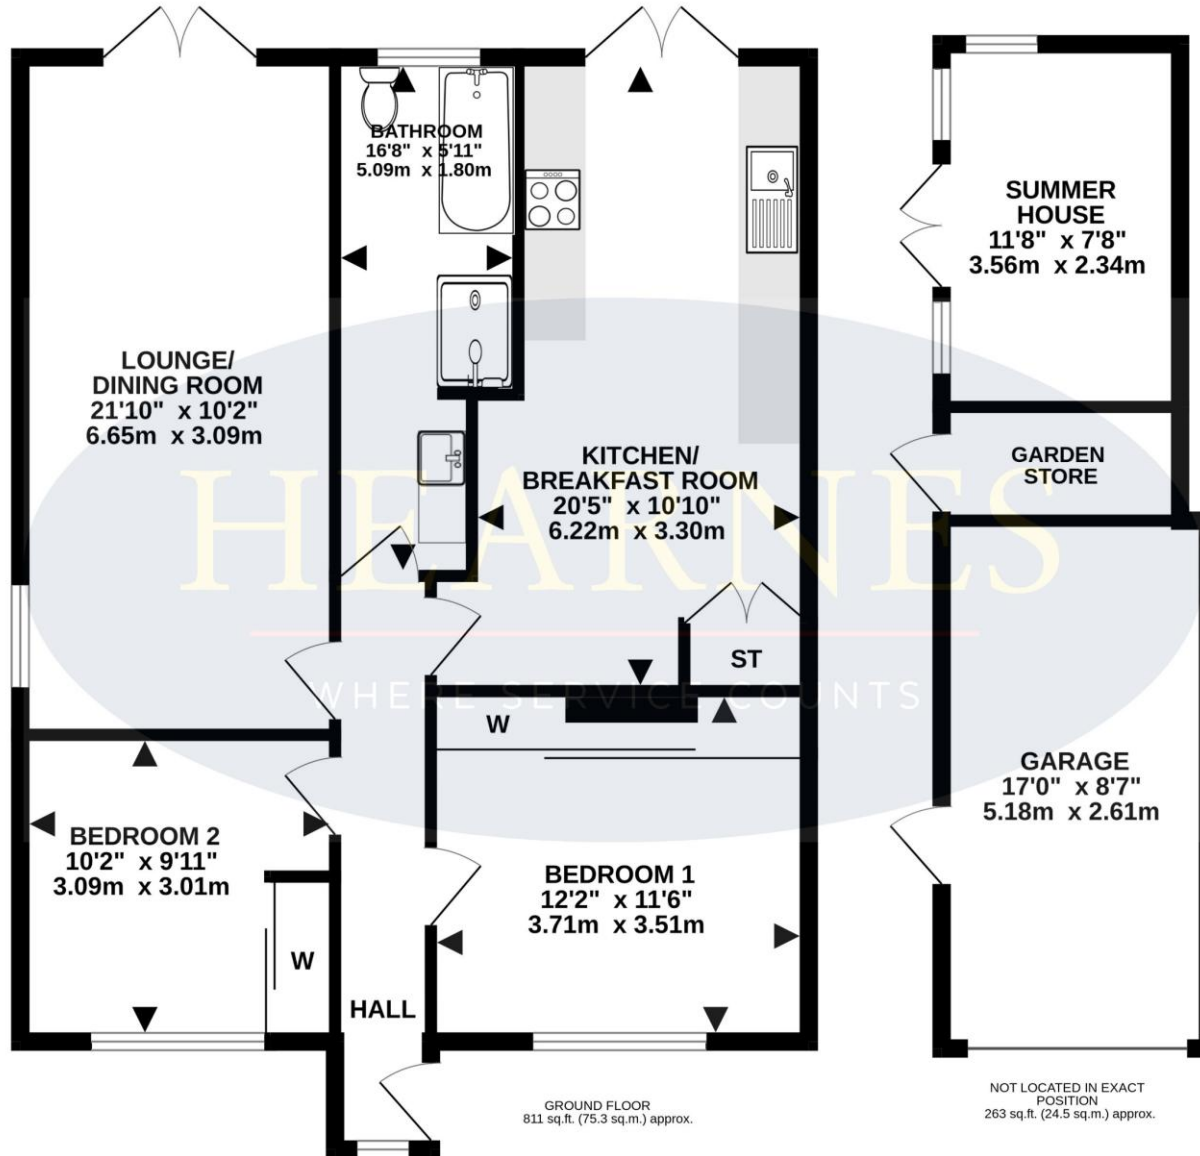 BATHROOM
16'8" x 5'11"
5.09m x 1.80m
SUMMER
HOUSE
11'8" x 7'8"
3.56m x 2.34m
LOUNGE/
DINING ROOM
21'10" x 10'2"
6.65m x 3.09m
KITCHEN/
BREAKFAST ROOM
20'5" x 10'10"
6.22m x 3.30m
GARDEN
STORE
HEARNES
WHERE SERVICE COUNTS
ST
W
GARAGE
17'0" x 8'7"
5.18m x 2.61m
BEDROOM 2
10'2" x 9'11"
3.09m x 3.01m
BEDROOM 1
12'2" x 11'6"
3.71m x 3.51m
W
HALL
GROUND FLOOR
811 sq.ft. (75.3 sq.m.) approx.
NOT LOCATED IN EXACT
POSITION
263 sq.ft. (24.5 sq.m.) approx.